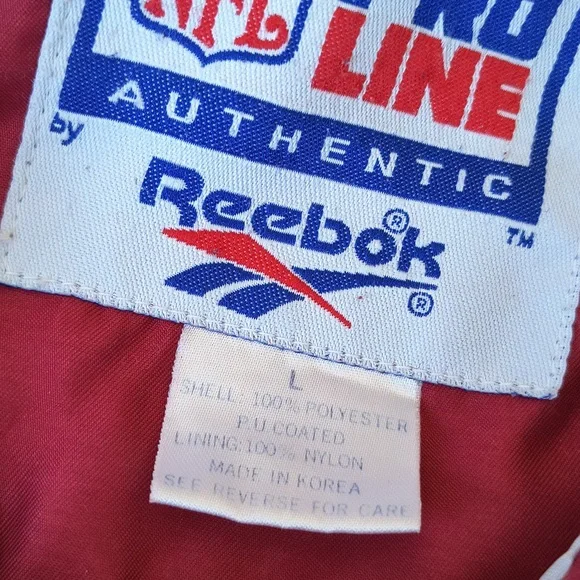 NFL PRO
LINE
AUTHENTIC
by
Reebok®
™
®
L
SHELL: 100% POLYESTER
P.U COATED
LINING:100% NYLON
MADE IN KOREA
SEE REVERSE FOR CARE